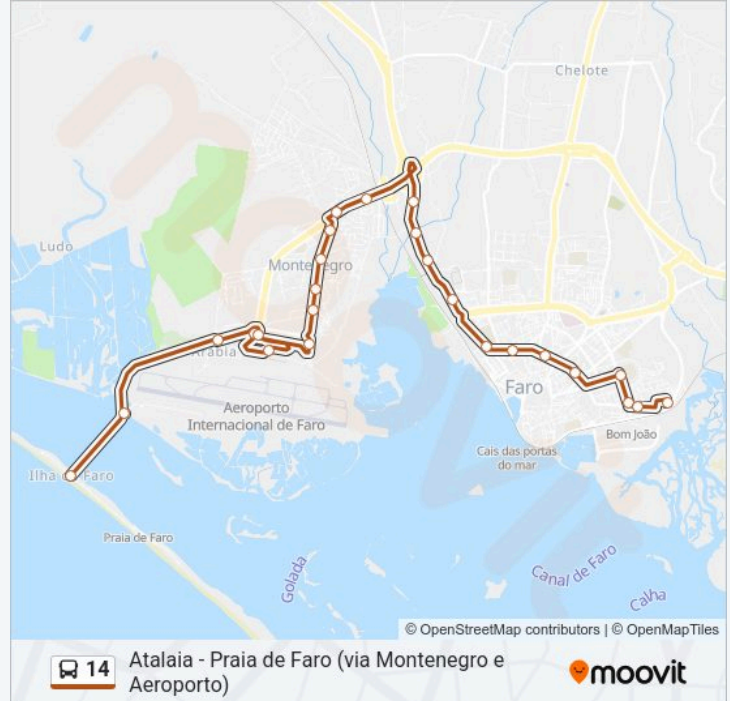 Chelote
Ludo
Montenegro
Arábia
Aeroporto
Internacional de Faro
Faro
Bom João
Cais das portas
do mar
Ilha de Faro
Praia de Faro
Golada
Canal de Faro
Calha
© OpenStreetMap contributors | © OpenMapTiles
14
Atalaia - Praia de Faro (via Montenegro e
Aeroporto)
moovit